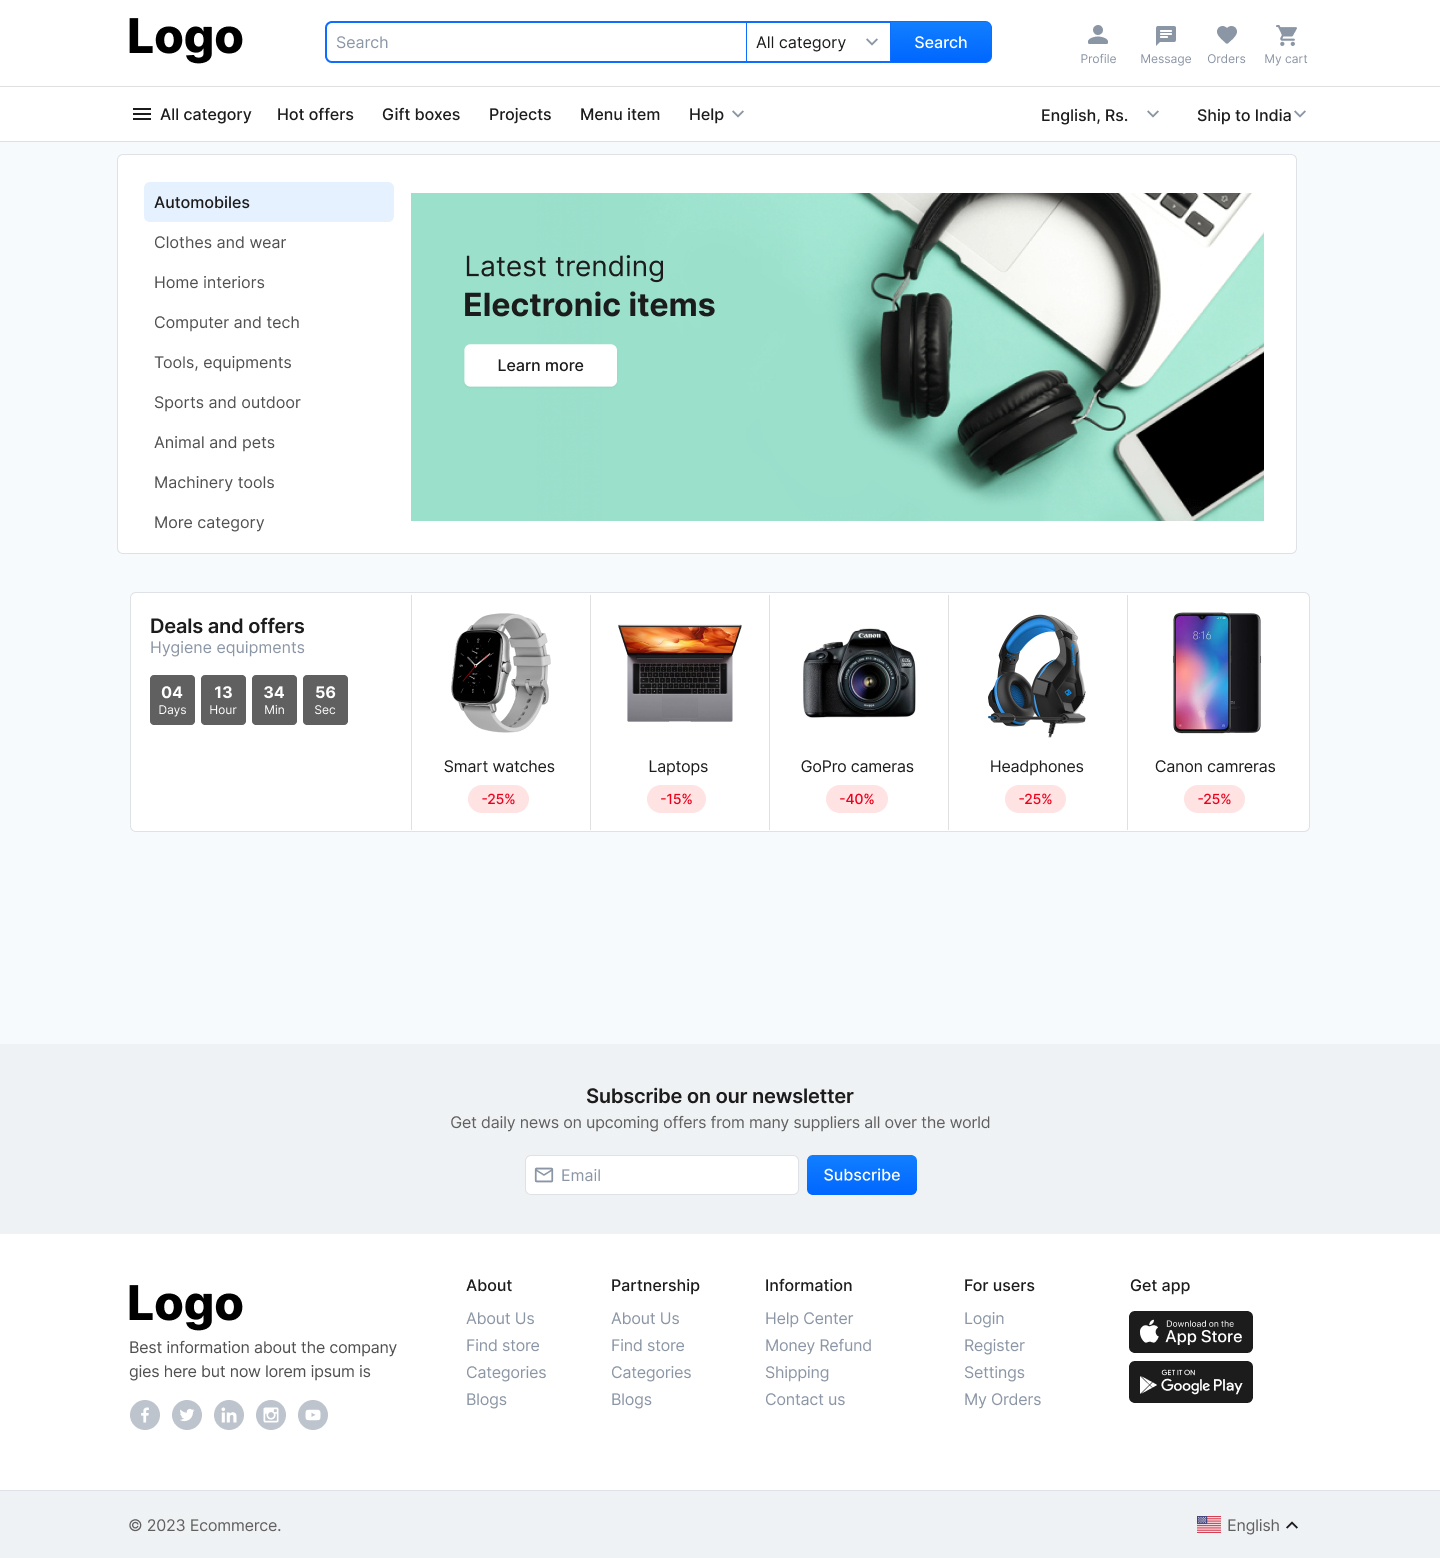 Logo
Search
All category
Search
Profile
Message
Orders
My cart
All category
Hot offers
Gift boxes
Projects
Menu item
Help
English, Rs.
Ship to India
Automobiles
Clothes and wear
Home interiors
Computer and tech
Tools, equipments
Sports and outdoor
Animal and pets
Machinery tools
More category
Latest trending
Electronic items
Learn more
Deals and offers
Hygiene equipments
04
Days
13
Hour
34
Min
56
Sec
Smart watches
-25%
Laptops
-15%
Canon
GoPro cameras
-40%
Headphones
-25%
8:16
Canon camreras
-25%
Subscribe on our newsletter
Get daily news on upcoming offers from many suppliers all over the world
Email
Subscribe
Logo
Best information about the company
gies here but now lorem ipsum is
About
About Us
Find store
Categories
Blogs
Partnership
About Us
Find store
Categories
Blogs
Information
Help Center
Money Refund
Shipping
Contact us
For users
Login
Register
Settings
My Orders
Get app
Download on the
App Store
GET IT ON
Google Play
© 2023 Ecommerce.
English